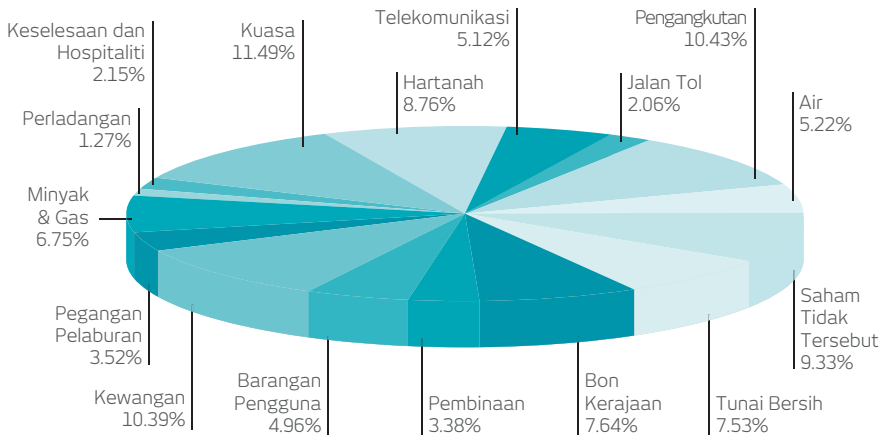 Telekomunikasi
5.12%
Pengangkutan
10.43%
Keselesaan dan
Hospitaliti
2.15%
Kuasa
11.49%
Hartanah
8.76%
Jalan Tol
2.06%
Air
5.22%
Perladangan
1.27%
Minyak
& Gas
6.75%
Pegangan
Pelaburan
3.52%
Saham
Tidak
Tersebut
9.33%
Kewangan
10.39%
Barangan
Pengguna
4.96%
Pembinaan
3.38%
Bon
Kerajaan
7.64%
Tunai Bersih
7.53%